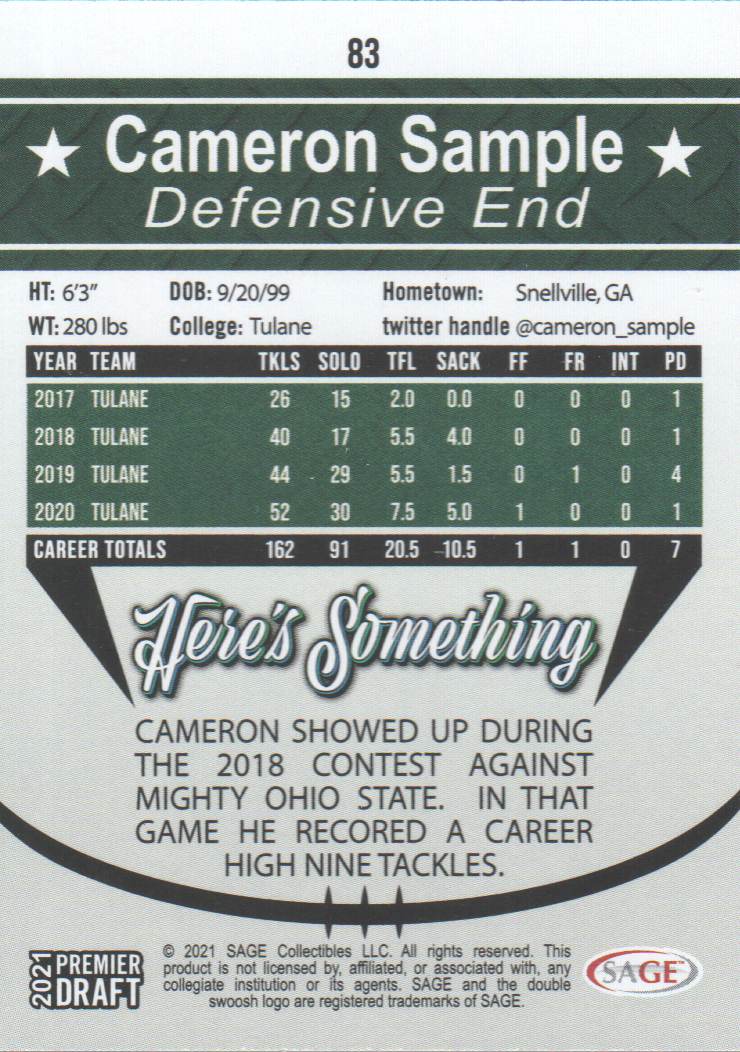 83
Cameron Sample
Defensive End
HT: 6'3" DOB: 9/20/99 Hometown: Snellville, GA
WT: 280 lbs College: Tulane twitter handle @cameron_sample
YEAR TEAM TKLS SOLO TFL SACK FF FR INT PD
2017 TULANE 26 15 2.0 0.0 0 0 0 1
2018 TULANE 40 17 5.5 4.0 0 0 0 1
2019 TULANE 44 29 5.5 1.5 0 1 0 4
2020 TULANE 52 30 7.5 5.0 1 0 0 1
CAREER TOTALS 162 91 20.5 10.5 1 1 0 7
Here's Something
CAMERON SHOWED UP DURING
THE 2018 CONTEST AGAINST
MIGHTY OHIO STATE. IN THAT
GAME HE RECORED A CAREER
HIGH NINE TACKLES.
2021 PREMIER DRAFT
© 2021 SAGE Collectibles LLC. All rights reserved. This
product is not licensed by, affiliated, or associated with, any
collegiate institution or its agents. SAGE and the double
swoosh logo are registered trademarks of SAGE.
SAGE™